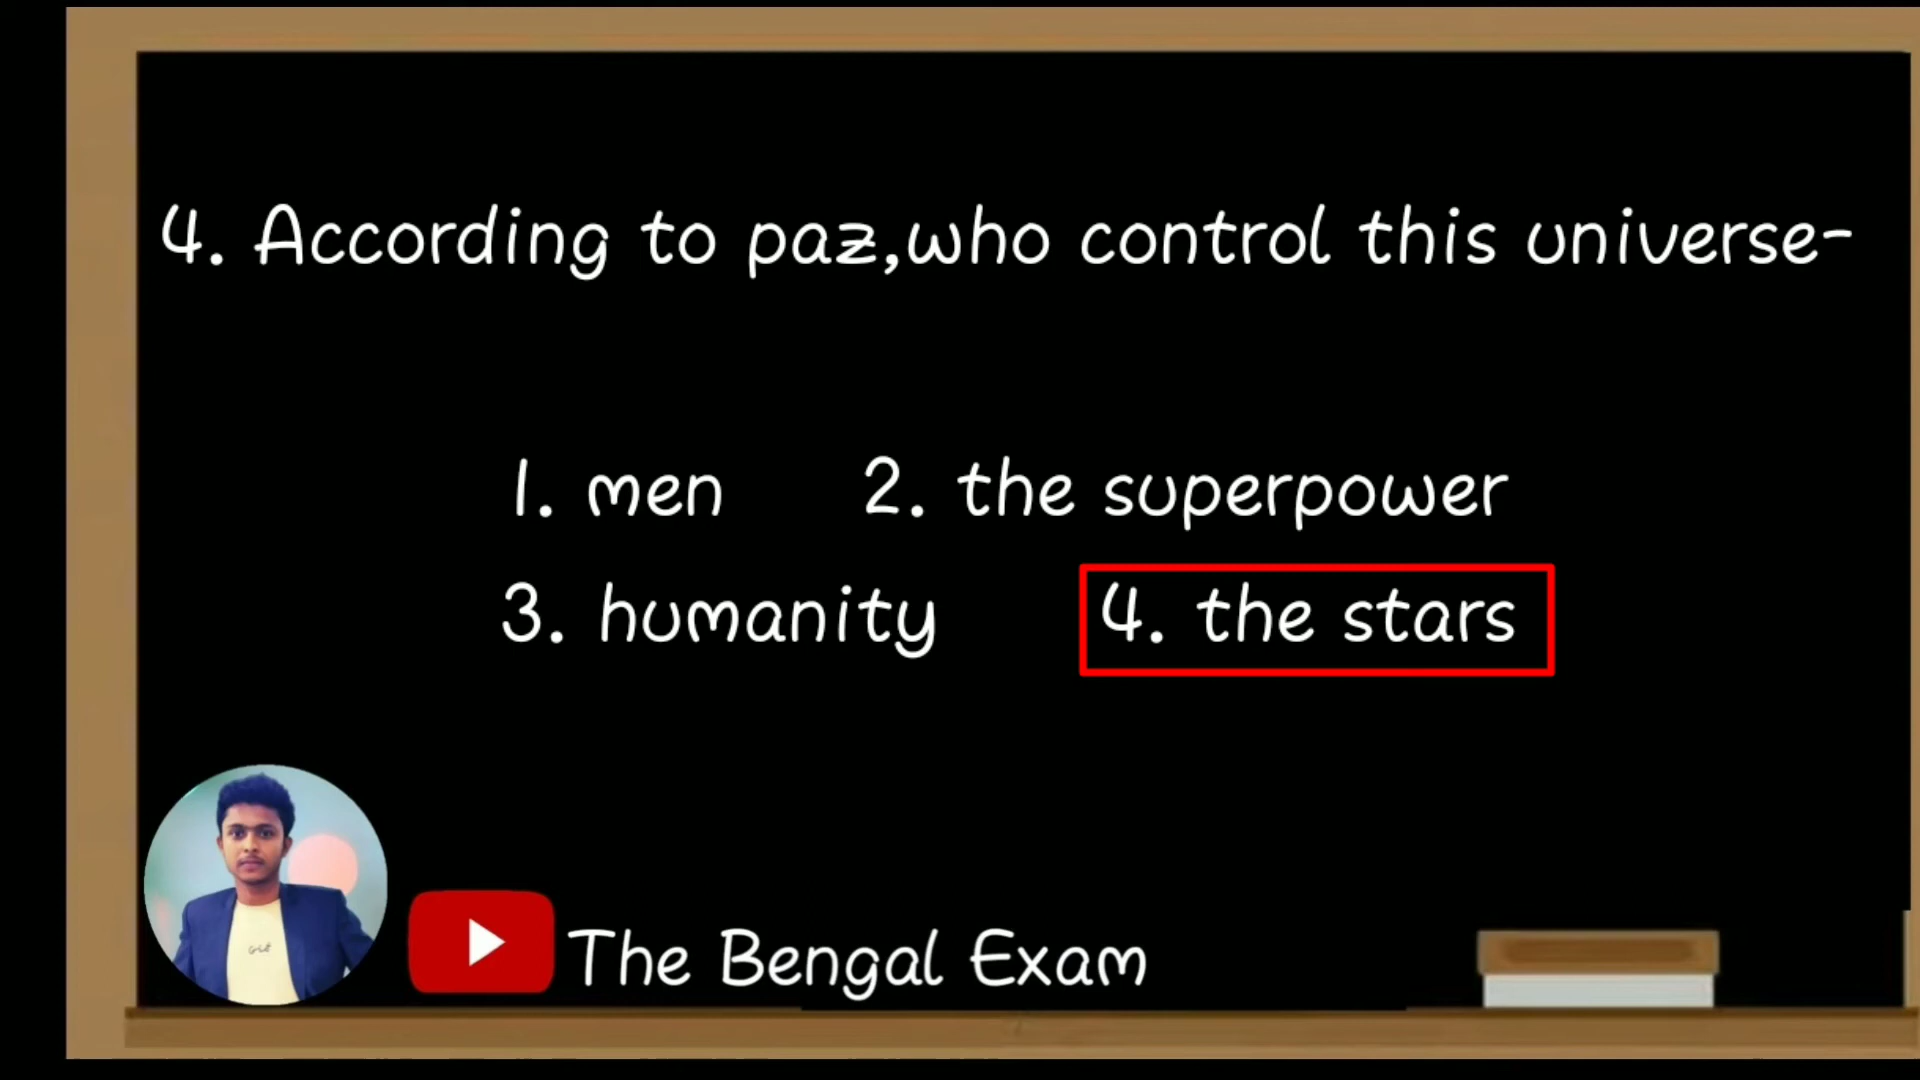 4. According to paz,who control this universe-
1. men 2. the superpower
3. humanity 4. the stars
The Bengal Exam